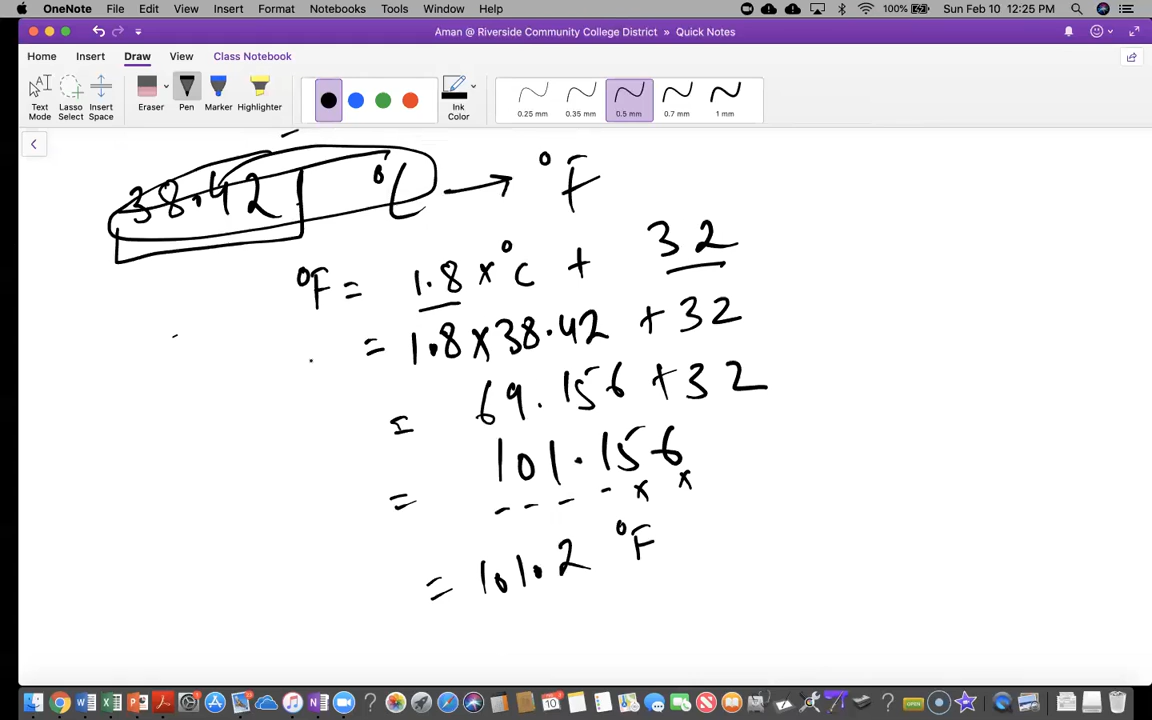 OneNote File Edit View Insert Format Notebooks Tools Window Help 100% Sun Feb 10 12:25 PM
Aman @ Riverside Community College District » Quick Notes
Home Insert Draw View Class Notebook
Text Mode Lasso Select Insert Space Eraser Pen Marker Highlighter Ink Color 0.25 mm 0.35 mm 0.5 mm 0.7 mm 1 mm
38.42 °C → °F
°F = 1.8 x °C + 32
= 1.8 x 38.42 + 32
= 69.156 + 32
= 101.156
x x
= 101.2 °F
OPEN